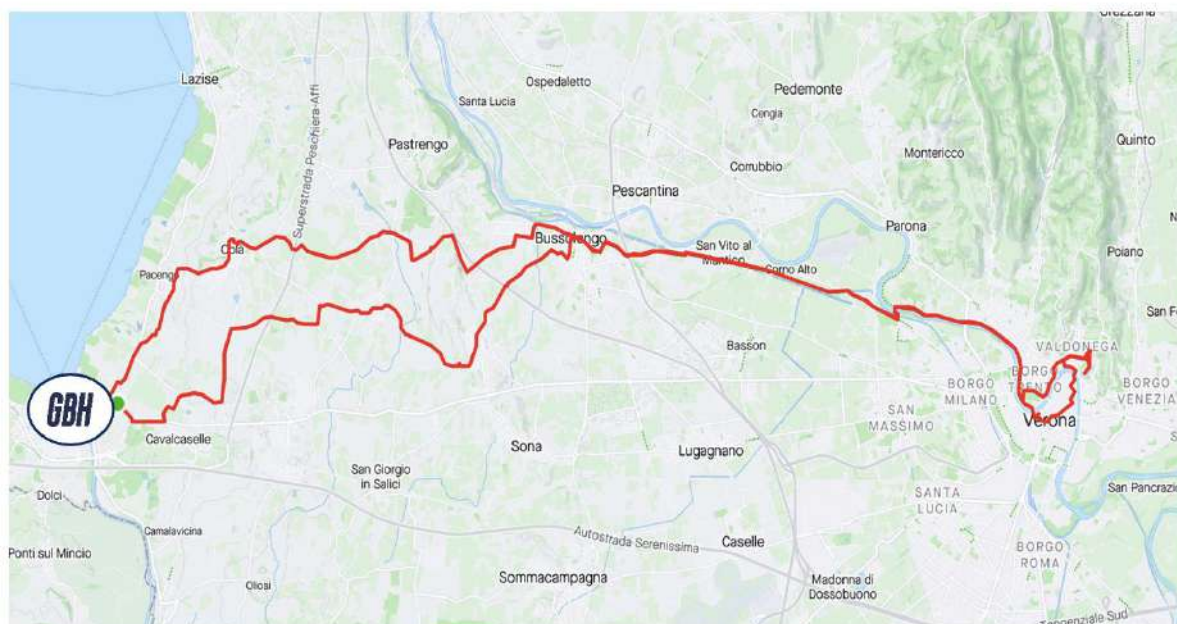 Lazise
Ospedaletto
Santa Lucia
Pedemonte
Cengia
Superstrada Peschiera-Affi
Pastrengo
Montericco
Quinto
Corrubbio
Pescantina
Parona
Bussolengo
San Vito al
Mantico
Corno Alto
Colà
Pacengo
Poiano
VALDONEGA
Basson
BORGO
TRENTO
BORGO
MILANO
BORGO
VENEZIA
GBH
SAN
MASSIMO
Verona
Cavalcaselle
Sona
Lugagnano
San Giorgio
in Salici
Dolci
SANTA
LUCIA
Camalavicina
Autostrada Serenissima
Caselle
Ponti sul Mincio
BORGO
ROMA
Oliosi
Sommacampagna
Madonna di
Dossobuono